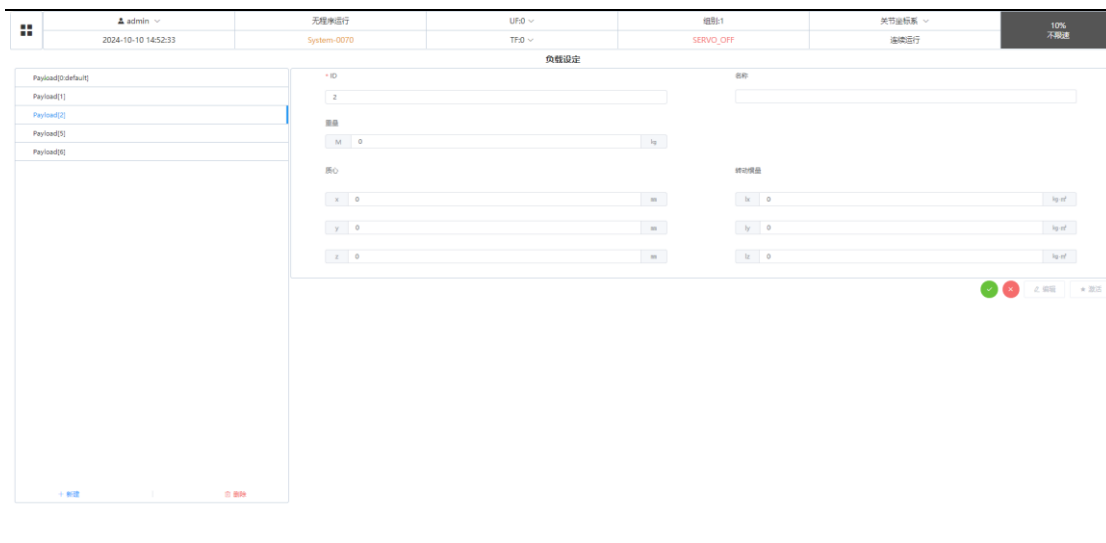 admin
无程序运行
UF:0
组别:1
关节坐标系
10%
不限速
2024-10-10 14:52:33
System-0070
TF:0
SERVO_OFF
连续运行
负载设定
Payload[0:default]
Payload[1]
Payload[2]
Payload[5]
Payload[6]
* ID
名称
2
重量
M 0 kg
质心
转动惯量
x 0
Ix 0 kg·m²
y 0
Iy 0 kg·m²
z 0
Iz 0 kg·m²
编辑
激活
+ 新建
删除